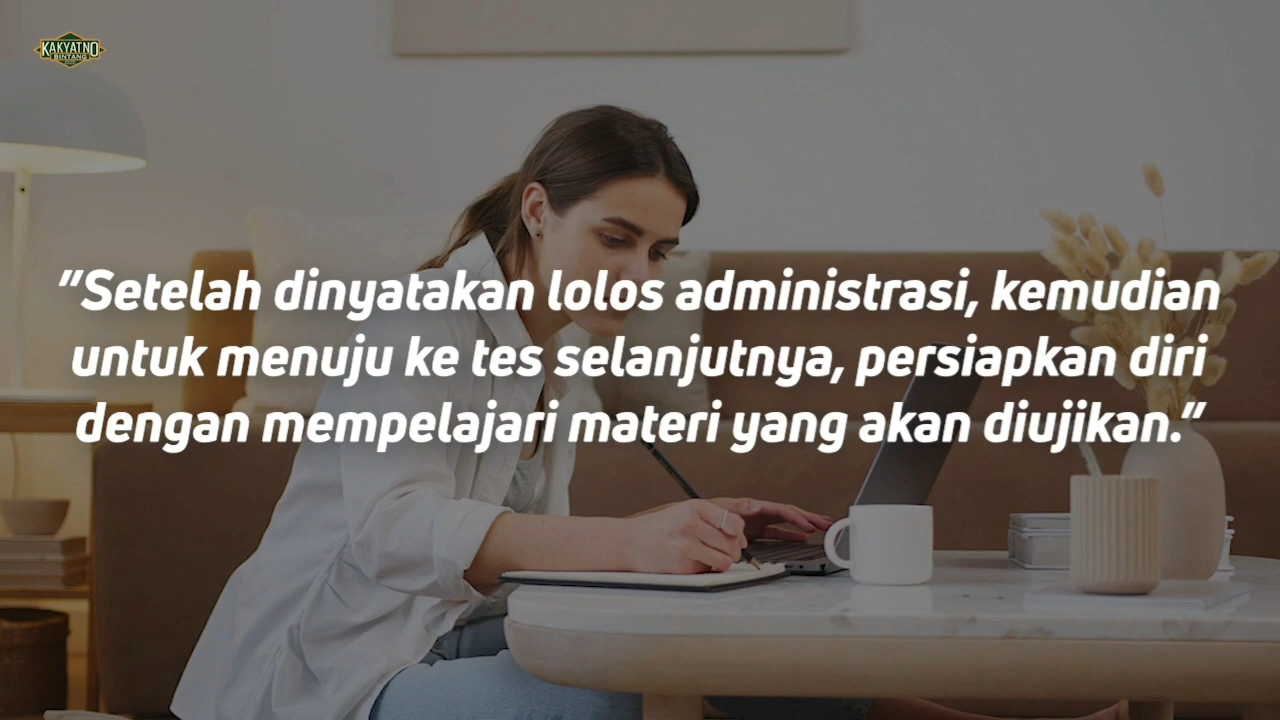 KAKYATNO
BINTANG
"Setelah dinyatakan lolos administrasi, kemudian
untuk menuju ke tes selanjutnya, persiapkan diri
dengan mempelajari materi yang akan diujikan."